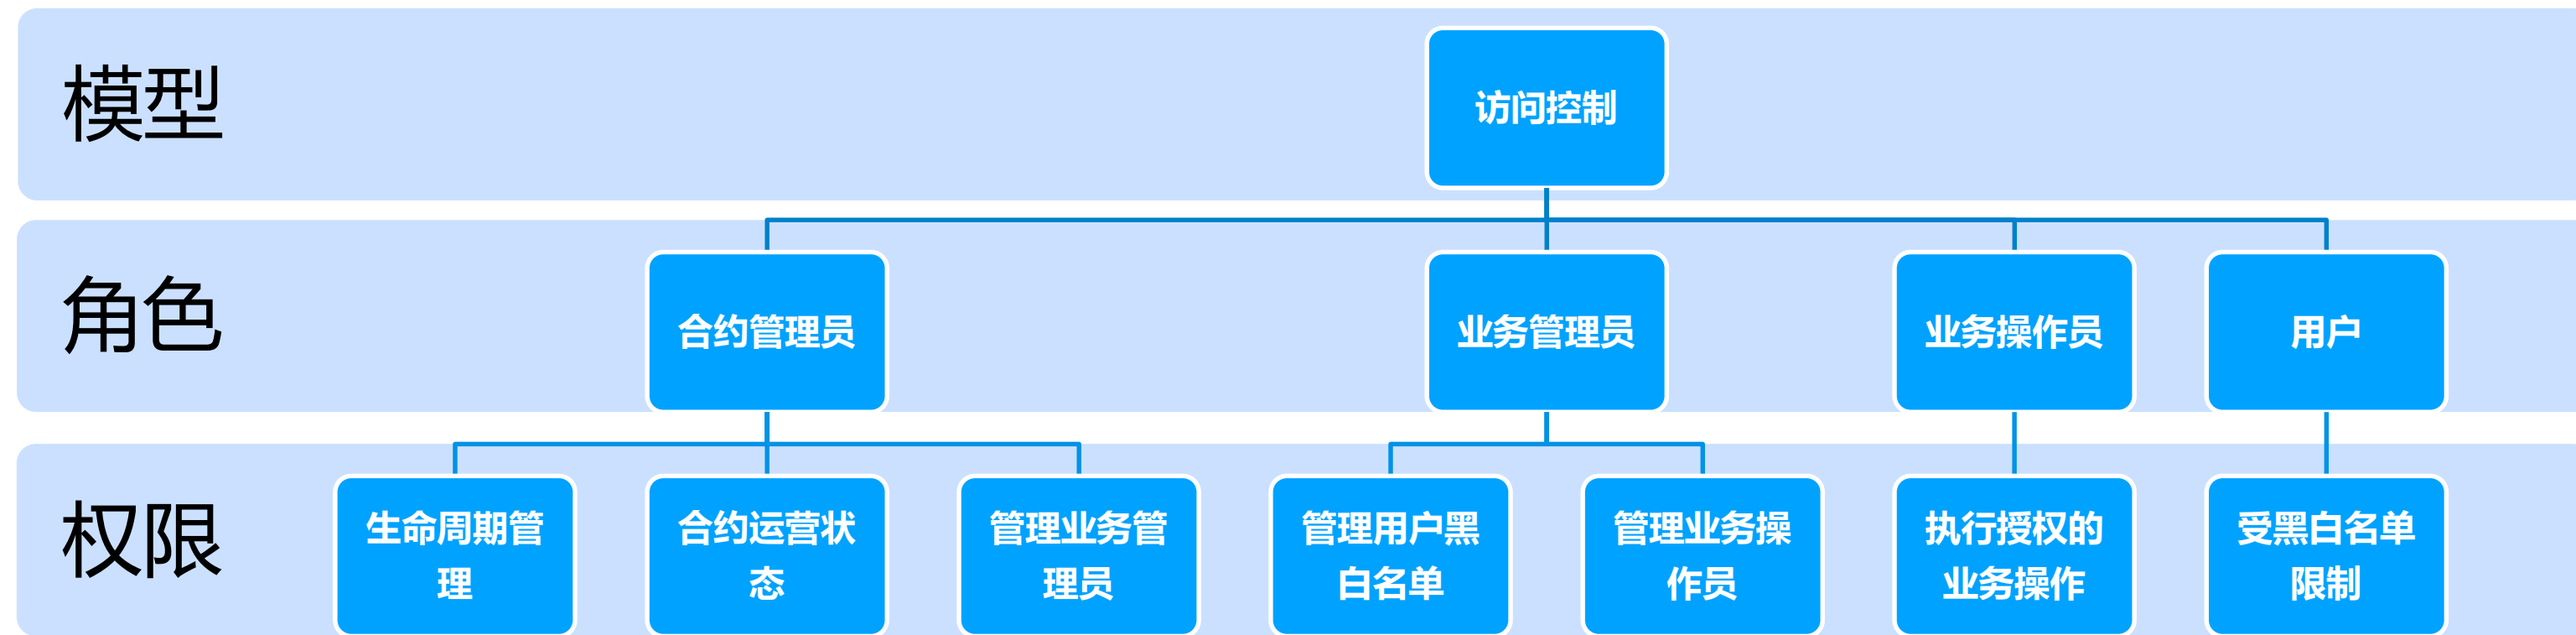 模型
访问控制
角色
合约管理员
业务管理员
业务操作员
用户
权限
生命周期管
理
合约运营状
态
管理业务管
理员
管理用户黑
白名单
管理业务操
作员
执行授权的
业务操作
受黑白名单
限制